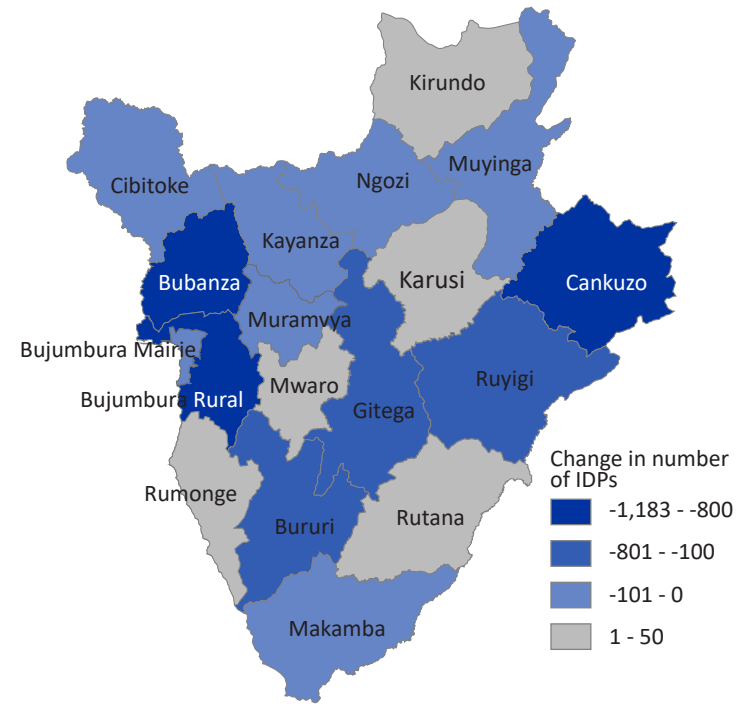 Kirundo
Muyinga
Ngozi
Cibitoke
Kayanza
Karusi
Bubanza
Cankuzo
Muramvya
Bujumbura Mairie
Ruyigi
Mwaro
Bujumbura Rural
Gitega
Rumonge
Rutana
Bururi
Makamba
Change in number
of IDPs
-1,183 - -800
-801 - -100
-101 - 0
1 - 50